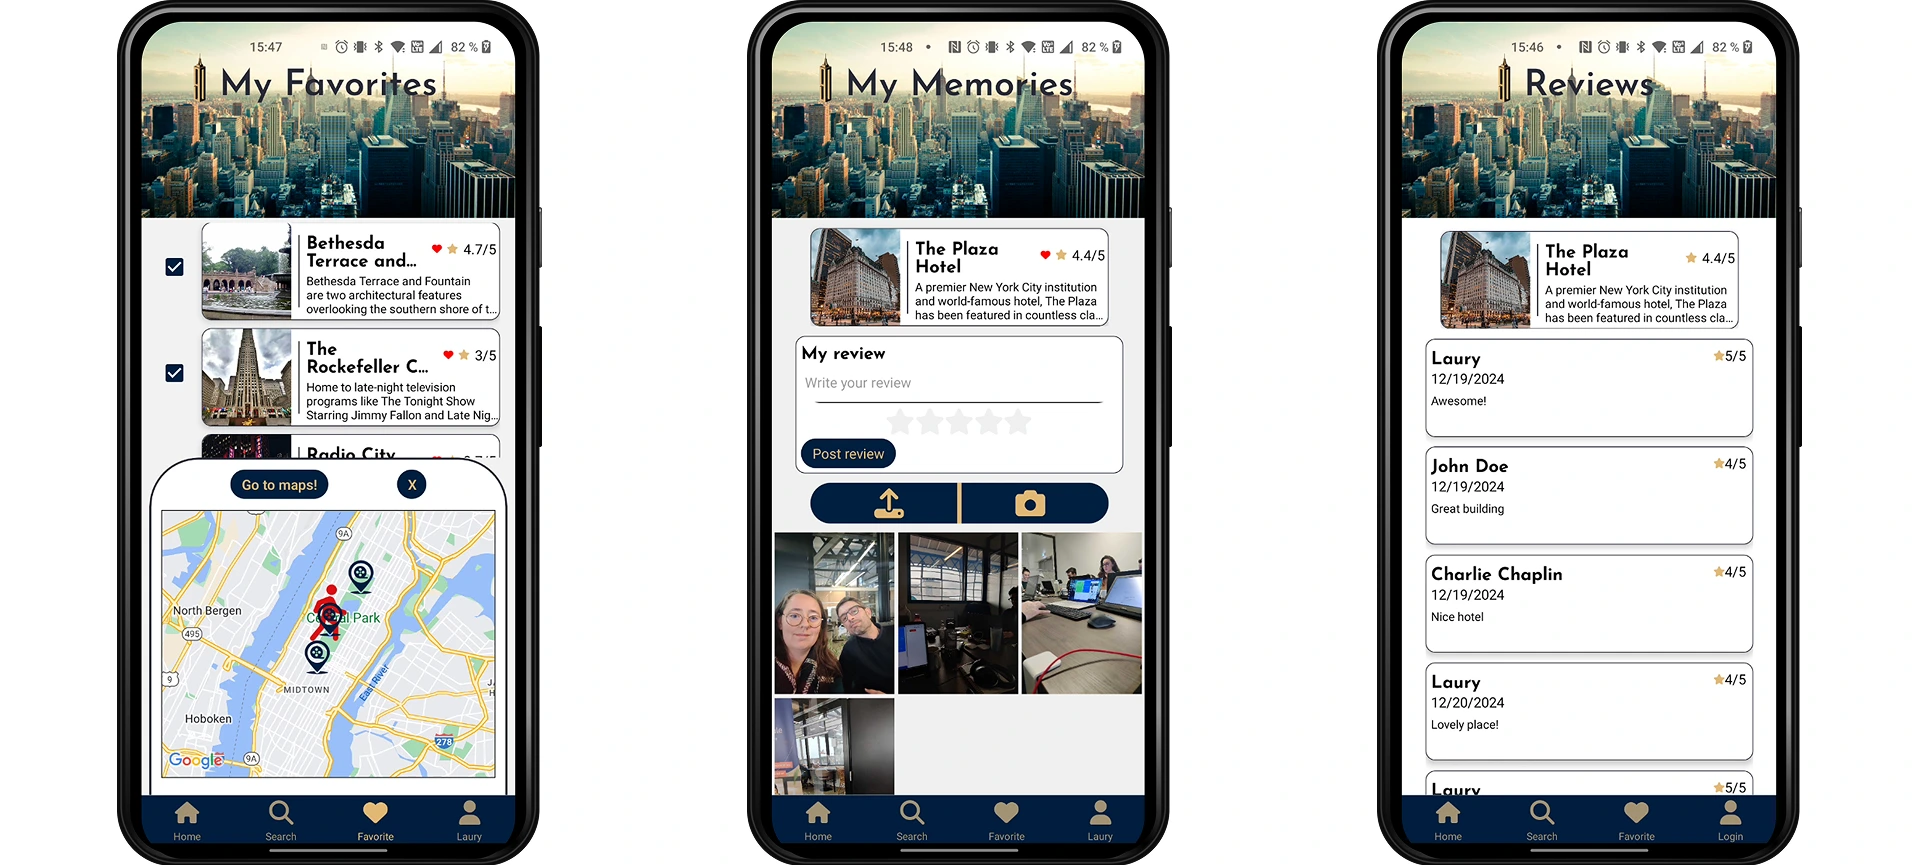 15:47
82 %
My Favorites
Bethesda
Terrace and...
4.7/5
Bethesda Terrace and Fountain
are two architectural features
overlooking the southern shore of t...
The
Rockefeller C...
3/5
Home to late-night television
programs like The Tonight Show
Starring Jimmy Fallon and Late Nig...
Radio City
Go to maps!
X
9A
North Bergen
Central Park
495
9
MIDTOWN
East River
Hoboken
278
Google
9A
Home
Search
Favorite
Laury
15:48
82 %
My Memories
The Plaza
Hotel
4.4/5
A premier New York City institution
and world-famous hotel, The Plaza
has been featured in countless cla...
My review
Write your review
Post review
Home
Search
Favorite
Laury
15:46
82 %
Reviews
The Plaza
Hotel
4.4/5
A premier New York City institution
and world-famous hotel, The Plaza
has been featured in countless cla...
Laury
5/5
12/19/2024
Awesome!
John Doe
4/5
12/19/2024
Great building
Charlie Chaplin
4/5
12/19/2024
Nice hotel
Laury
4/5
12/20/2024
Lovely place!
Laury
5/5
Home
Search
Favorite
Login